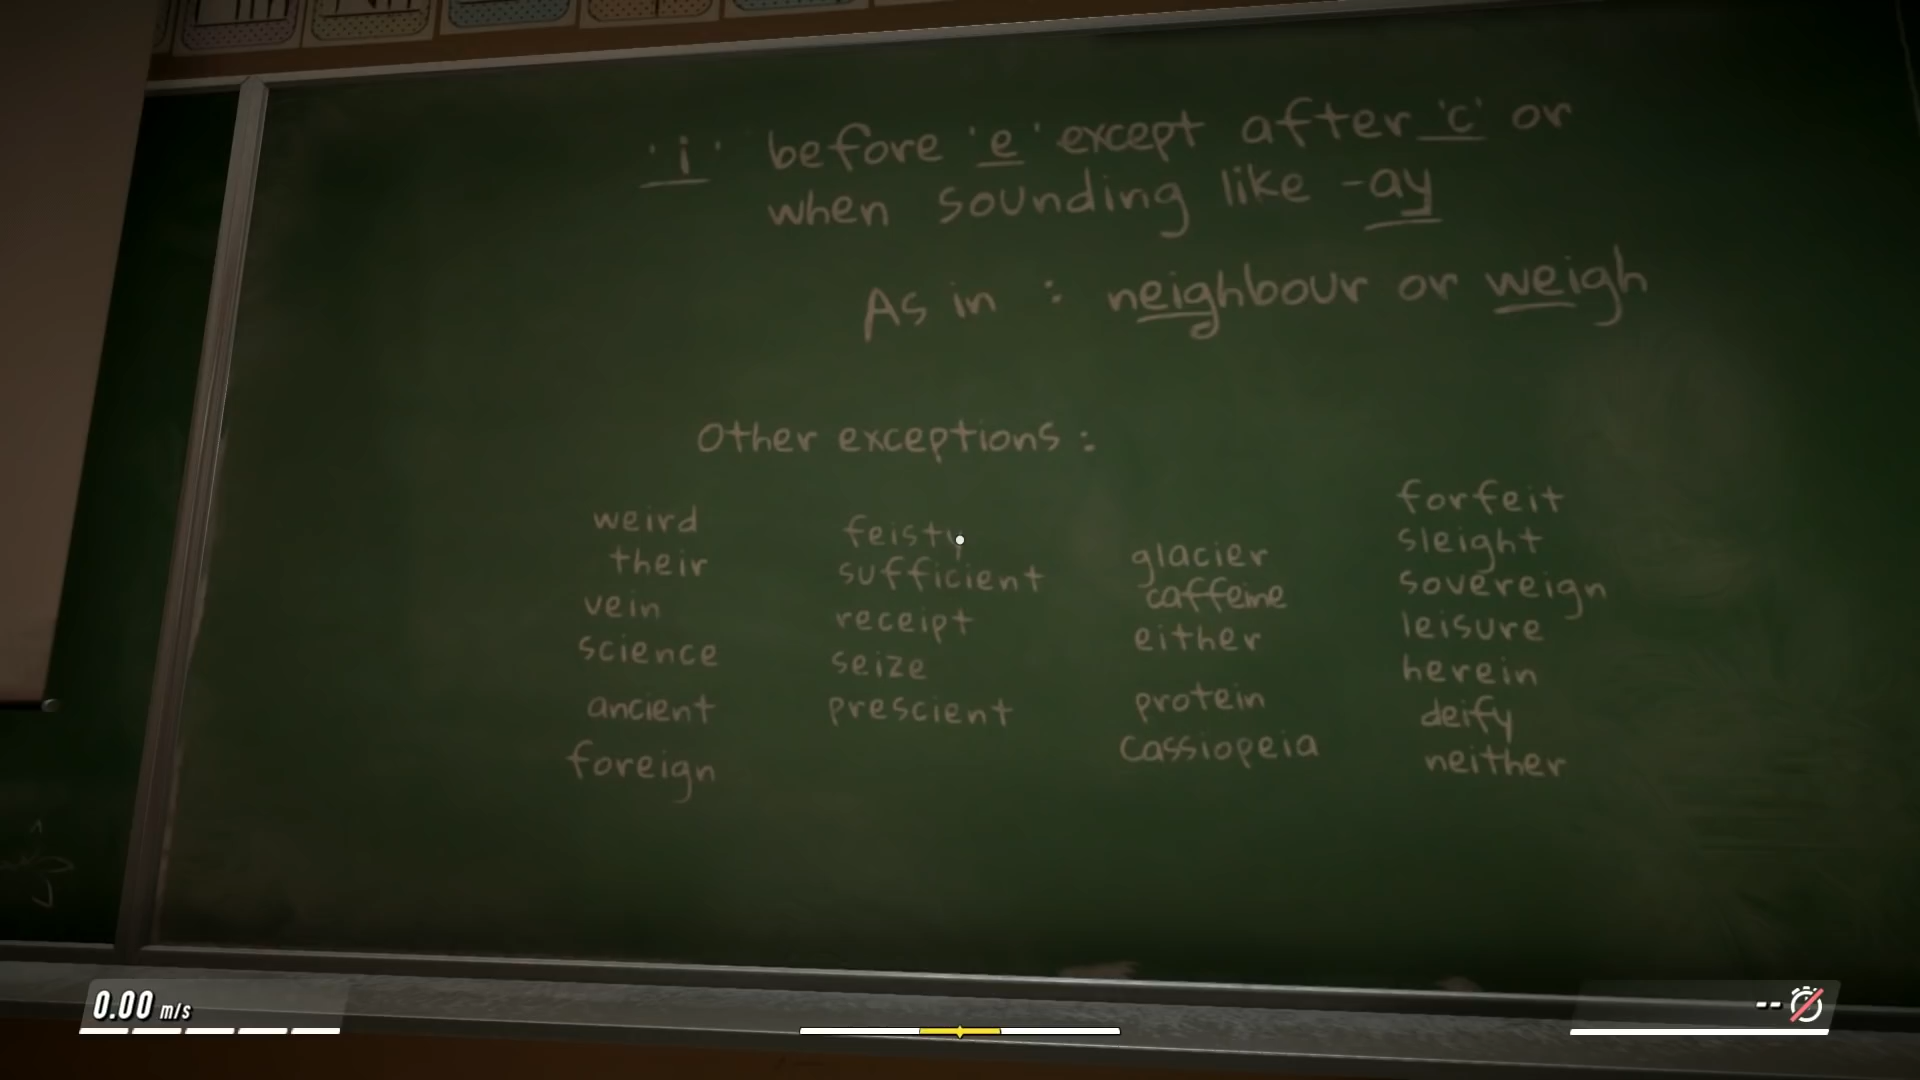 'i' before 'e' except after 'c' or
when sounding like -ay
As in : neighbour or weigh
Other exceptions :
weird
their
vein
science
ancient
foreign
feisty
sufficient
receipt
seize
prescient
glacier
caffeine
either
protein
cassiopeia
forfeit
sleight
sovereign
leisure
herein
deify
neither
0.00 m/s
--